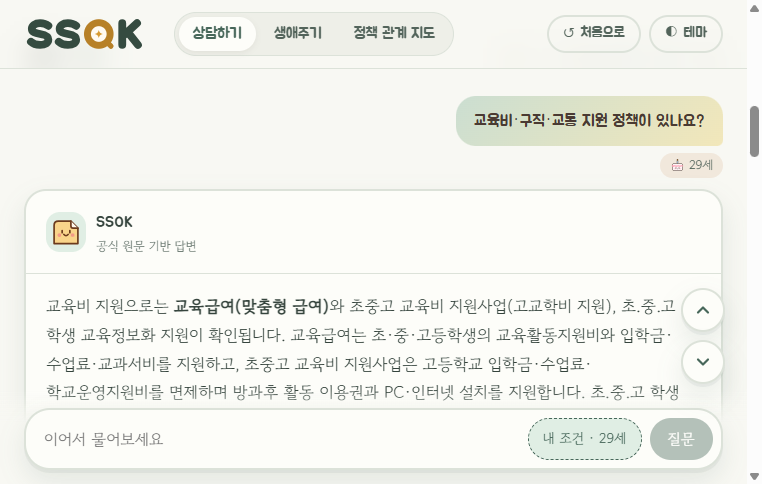 SSOK
상담하기
생애주기
정책 관계 지도
처음으로
테마
교육비·구직·교통 지원 정책이 있나요?
29세
SSOK
공식 원문 기반 답변
교육비 지원으로는 교육급여(맞춤형 급여)와 초중고 교육비 지원사업(고교학비 지원), 초.중.고
학생 교육정보화 지원이 확인됩니다. 교육급여는 초·중·고등학생의 교육활동지원비와 입학금·
수업료·교과서비를 지원하고, 초중고 교육비 지원사업은 고등학교 입학금·수업료·
학교운영지원비를 면제하며 방과후 활동 이용권과 PC·인터넷 설치를 지원합니다. 초.중.고 학생
이어서 물어보세요
내 조건 · 29세
질문